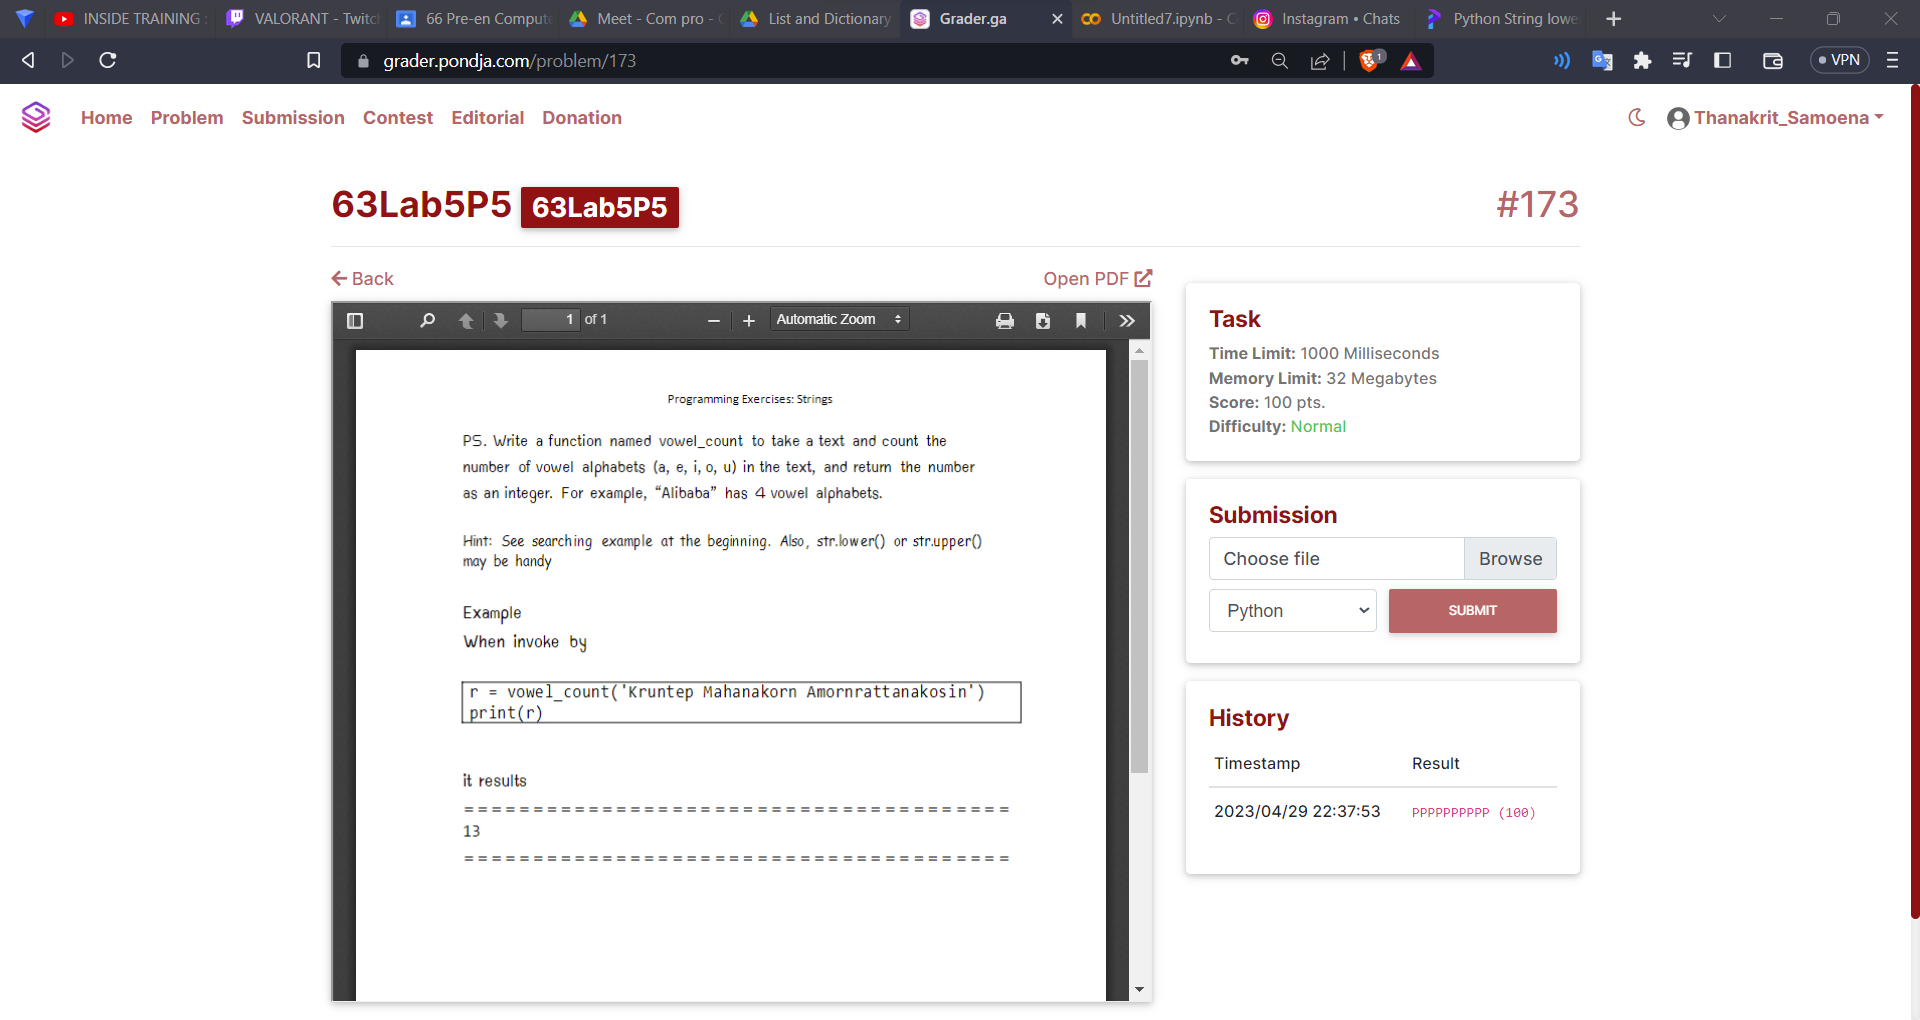 INSIDE TRAINING
VALORANT - Twitc
66 Pre-en Compute
Meet - Com pro - 
List and Dictionary
Grader.ga
Untitled7.ipynb - C
Instagram • Chats
Python String lowe
grader.pondja.com/problem/173
1
VPN
Home Problem Submission Contest Editorial Donation
Thanakrit_Samoena
63Lab5P5 63Lab5P5
#173
Back
Open PDF
1 of 1
Automatic Zoom
Programming Exercises: Strings
P5. Write a function named vowel_count to take a text and count the
number of vowel alphabets (a, e, i, o, u) in the text, and return the number
as an integer. For example, “Alibaba” has 4 vowel alphabets.
Hint: See searching example at the beginning. Also, str.lower() or str.upper()
may be handy
Example
When invoke by
r = vowel_count('Kruntep Mahanakorn Amornrattanakosin')
print(r)
it results
========================================
13
========================================
Task
Time Limit: 1000 Milliseconds
Memory Limit: 32 Megabytes
Score: 100 pts.
Difficulty: Normal
Submission
Choose file Browse
Python SUBMIT
History
Timestamp Result
2023/04/29 22:37:53 PPPPPPPPPP (100)